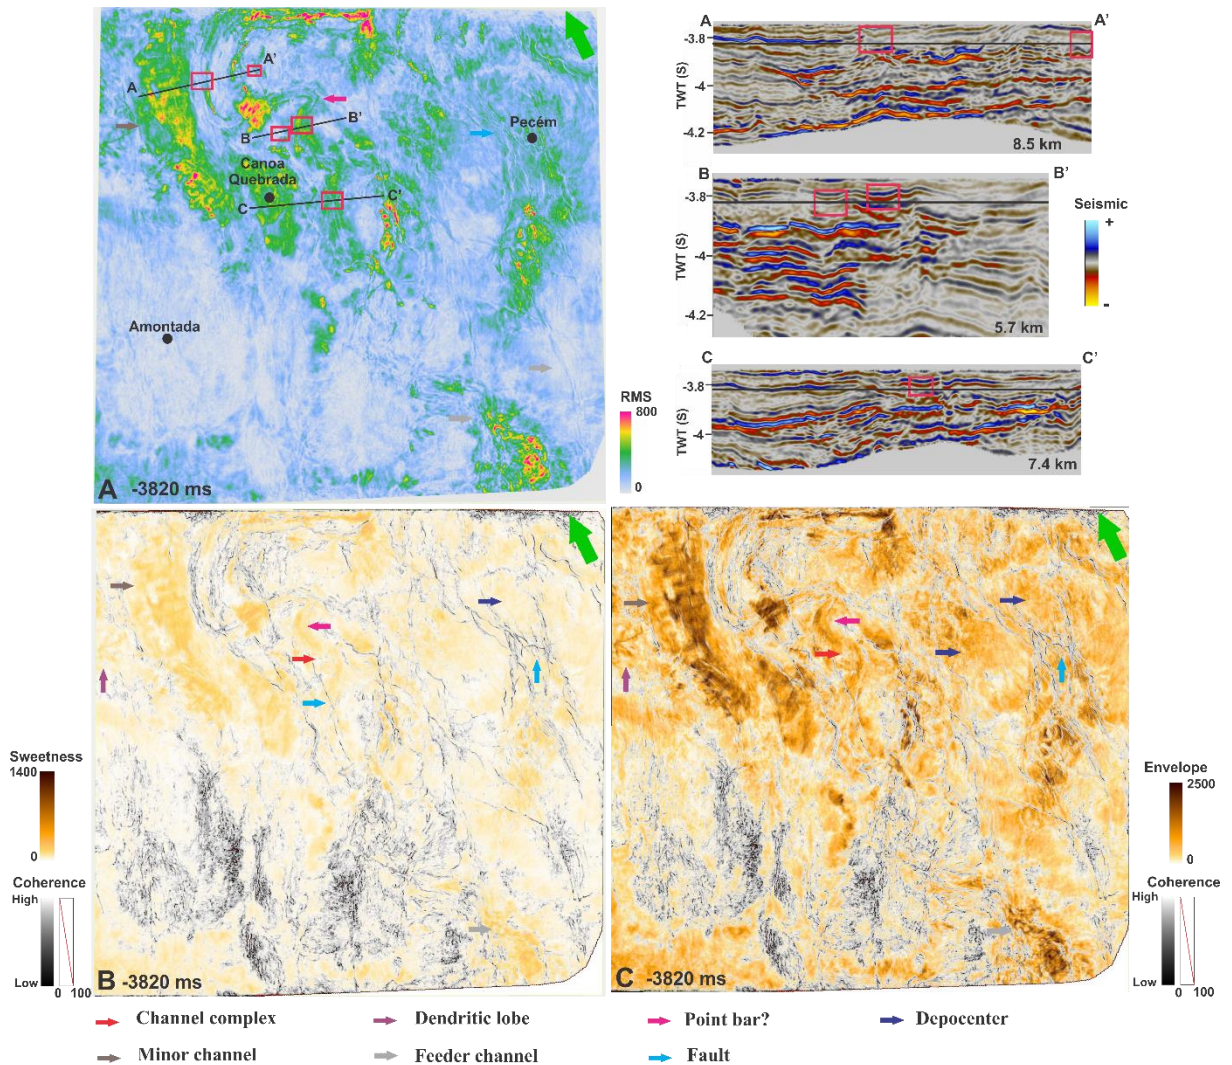 A
A'
-3.8
-4
-4.2
TWT (S)
8.5 km
A
A'
B
B'
Pecém
Canoa
Quebrada
C
C'
Amontada
RMS
800
0
A -3820 ms
B
B'
-3.8
-4
-4.2
TWT (S)
5.7 km
Seismic
+
-
C
C'
-3.8
-4
TWT (S)
7.4 km
Sweetness
1400
0
Coherence
High
Low
0 100
B -3820 ms
Envelope
2500
0
Coherence
High
Low
0 100
C -3820 ms
Channel complex
Dendritic lobe
Point bar?
Depocenter
Minor channel
Feeder channel
Fault